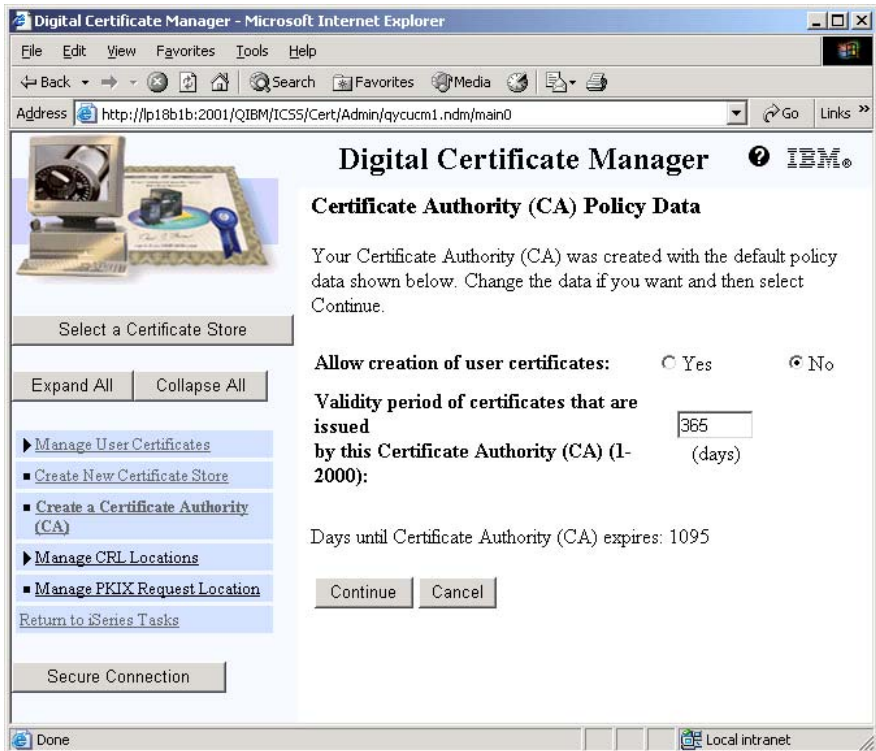 Digital Certificate Manager - Microsoft Internet Explorer
File Edit View Favorites Tools Help
Back Search Favorites Media
Address http://lp18b1b:2001/QIBM/ICSS/Cert/Admin/qycucm1.ndm/main0 Go Links »
Digital Certificate Manager ? IBM®
Certificate Authority (CA) Policy Data
Your Certificate Authority (CA) was created with the default policy
data shown below. Change the data if you want and then select
Continue.
Select a Certificate Store
Allow creation of user certificates: Yes No
Expand All Collapse All
Validity period of certificates that are
issued
by this Certificate Authority (CA) (1-
2000):
365
(days)
Manage User Certificates
Create New Certificate Store
Create a Certificate Authority
(CA)
Manage CRL Locations
Manage PKIX Request Location
Return to iSeries Tasks
Days until Certificate Authority (CA) expires: 1095
Continue Cancel
Secure Connection
Done Local intranet